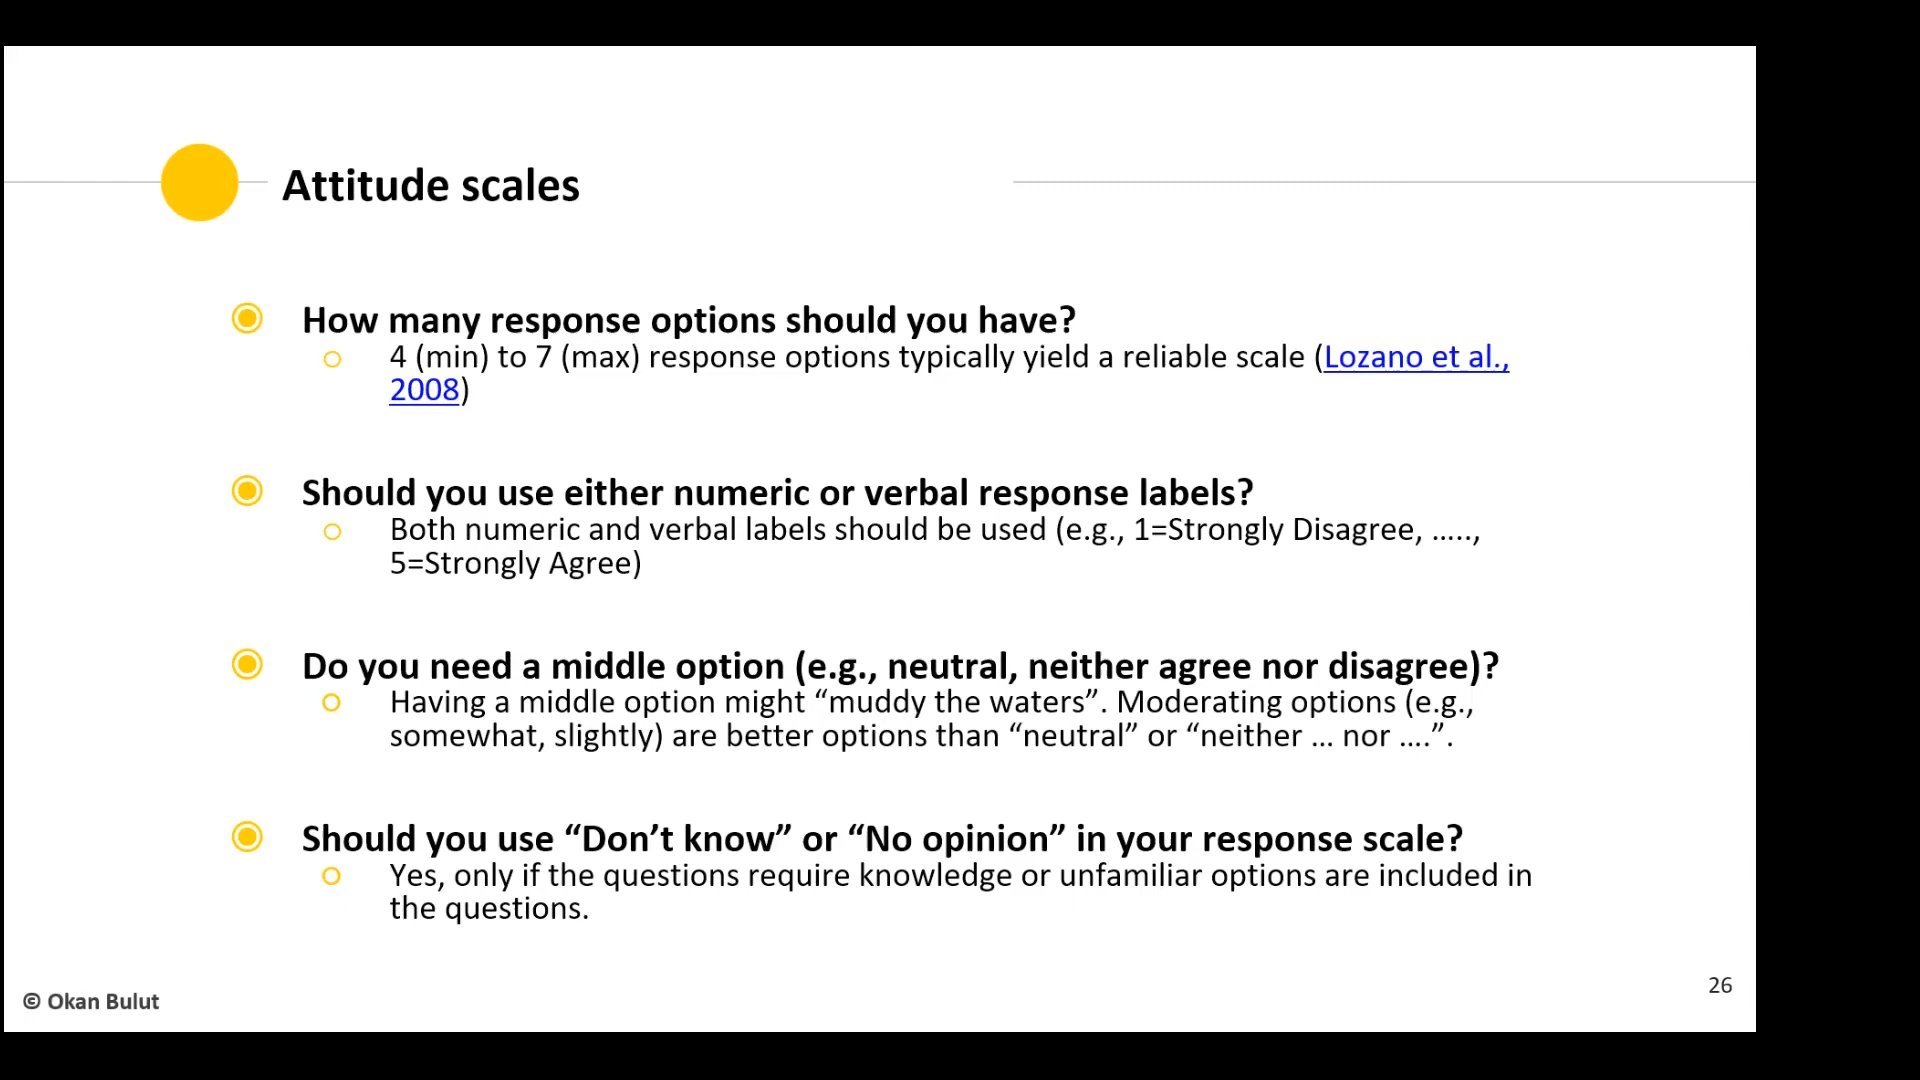 Attitude scales
How many response options should you have?
4 (min) to 7 (max) response options typically yield a reliable scale (Lozano et al.,
2008)
Should you use either numeric or verbal response labels?
Both numeric and verbal labels should be used (e.g., 1=Strongly Disagree, …..,
5=Strongly Agree)
Do you need a middle option (e.g., neutral, neither agree nor disagree)?
Having a middle option might “muddy the waters”. Moderating options (e.g.,
somewhat, slightly) are better options than “neutral” or “neither … nor ….”.
Should you use “Don’t know” or “No opinion” in your response scale?
Yes, only if the questions require knowledge or unfamiliar options are included in
the questions.
26
© Okan Bulut